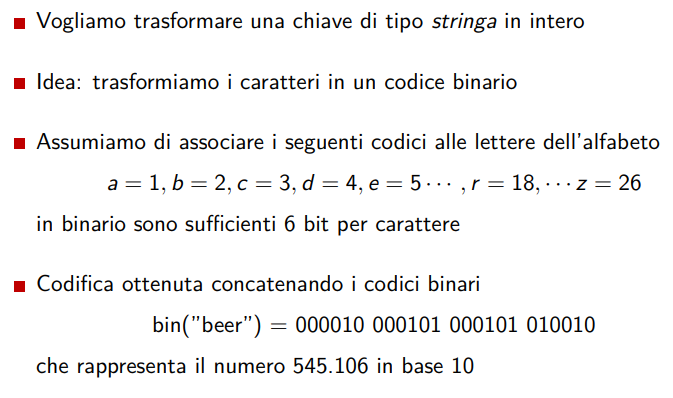 Vogliamo trasformare una chiave di tipo stringa in intero
Idea: trasformiamo i caratteri in un codice binario
Assumiamo di associare i seguenti codici alle lettere dell'alfabeto
a = 1, b = 2, c = 3, d = 4, e = 5 ··· , r = 18, ··· z = 26
in binario sono sufficienti 6 bit per carattere
Codifica ottenuta concatenando i codici binari
bin("beer") = 000010 000101 000101 010010
che rappresenta il numero 545.106 in base 10